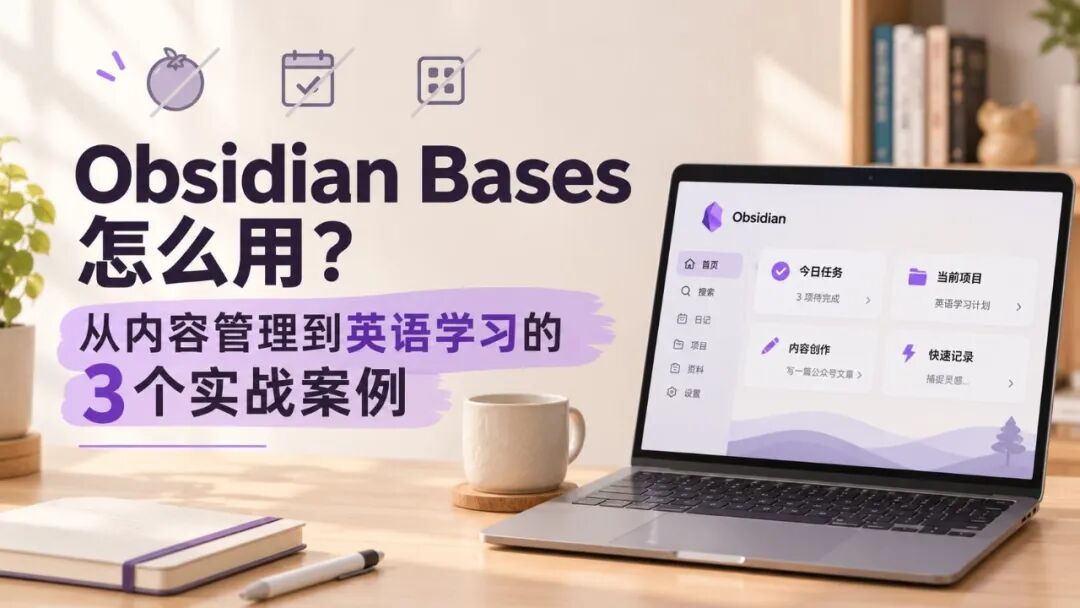 Obsidian Bases
怎么用？
从内容管理到英语学习的
3个实战案例
Obsidian
首页
搜索
日记
项目
资料
设置
今日任务
3 项待完成
当前项目
英语学习计划
内容创作
写一篇公众号文章
快速记录
捕捉灵感...